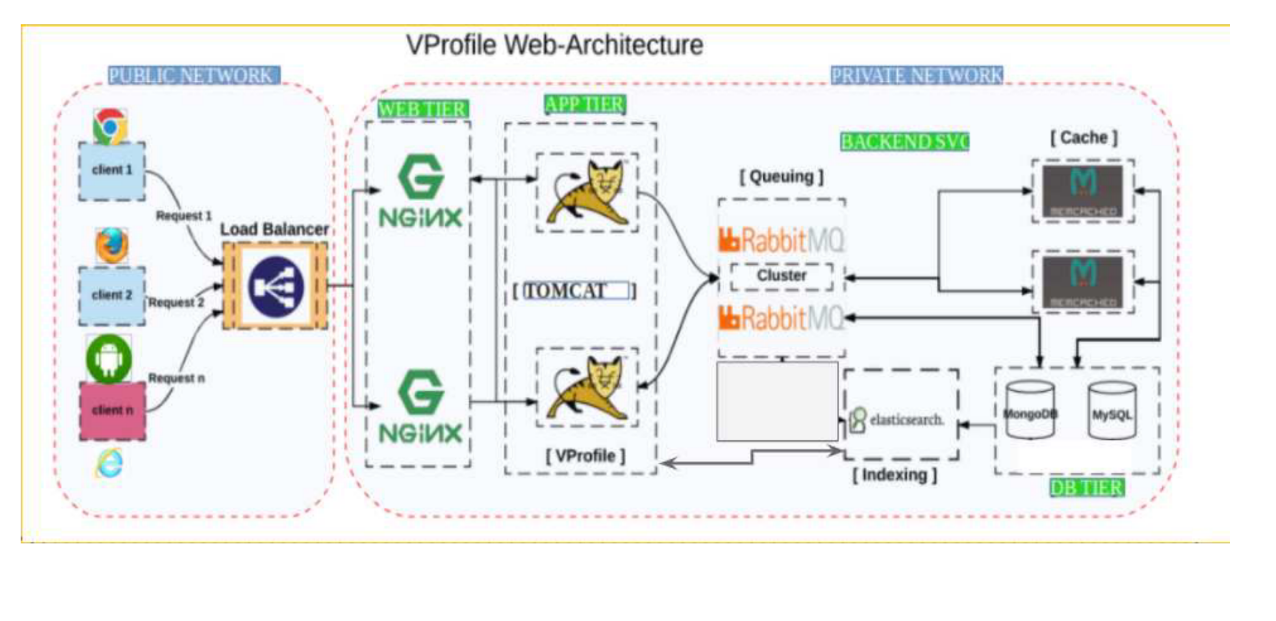 VProfile Web-Architecture
PUBLIC NETWORK
PRIVATE NETWORK
WEB TIER
APP TIER
BACKEND SVC
[ Cache ]
client 1
Request 1
Load Balancer
client 2
Request 2
client n
Request n
NGINX
NGINX
[ TOMCAT ]
[ VProfile ]
[ Queuing ]
RabbitMQ
Cluster
RabbitMQ
MEMCACHED
MEMCACHED
elasticsearch.
[ Indexing ]
MongoDB
MySQL
DB TIER